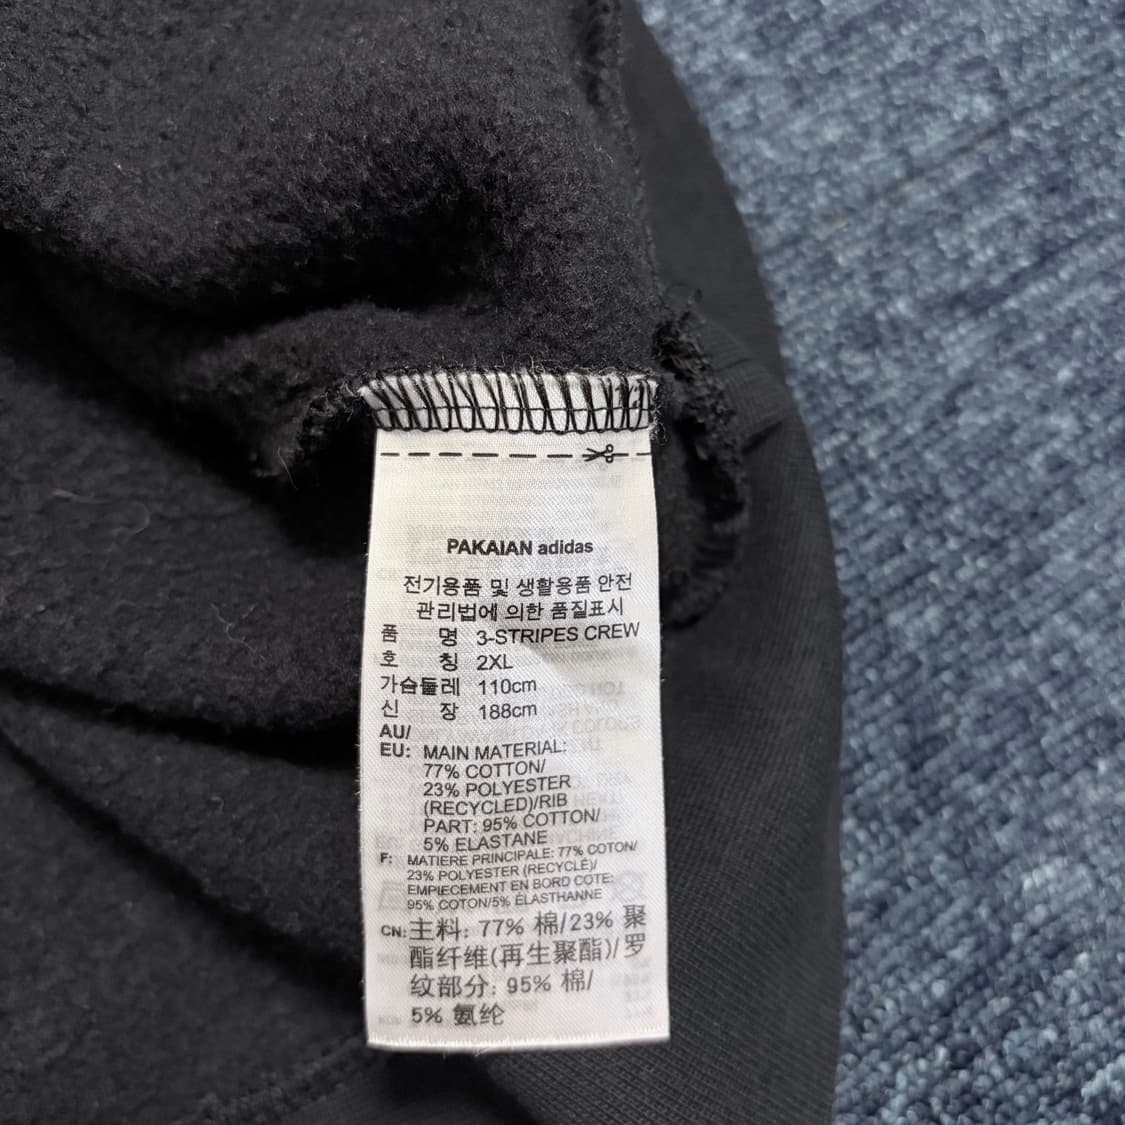 PAKAIAN adidas
전기용품 및 생활용품 안전
관리법에 의한 품질표시
품 명 3-STRIPES CREW
호 칭 2XL
가슴둘레 110cm
신 장 188cm
AU/
EU: MAIN MATERIAL:
77% COTTON/
23% POLYESTER
(RECYCLED)/RIB
PART: 95% COTTON/
5% ELASTANE
F: MATIERE PRINCIPALE: 77% COTON/
23% POLYESTER (RECYCLÉ)/
EMPIECEMENT EN BORD COTE:
95% COTON/5% ÉLASTHANNE
CN: 主料: 77% 棉/23% 聚
酯纤维(再生聚酯)/罗
纹部分: 95% 棉/
5% 氨纶